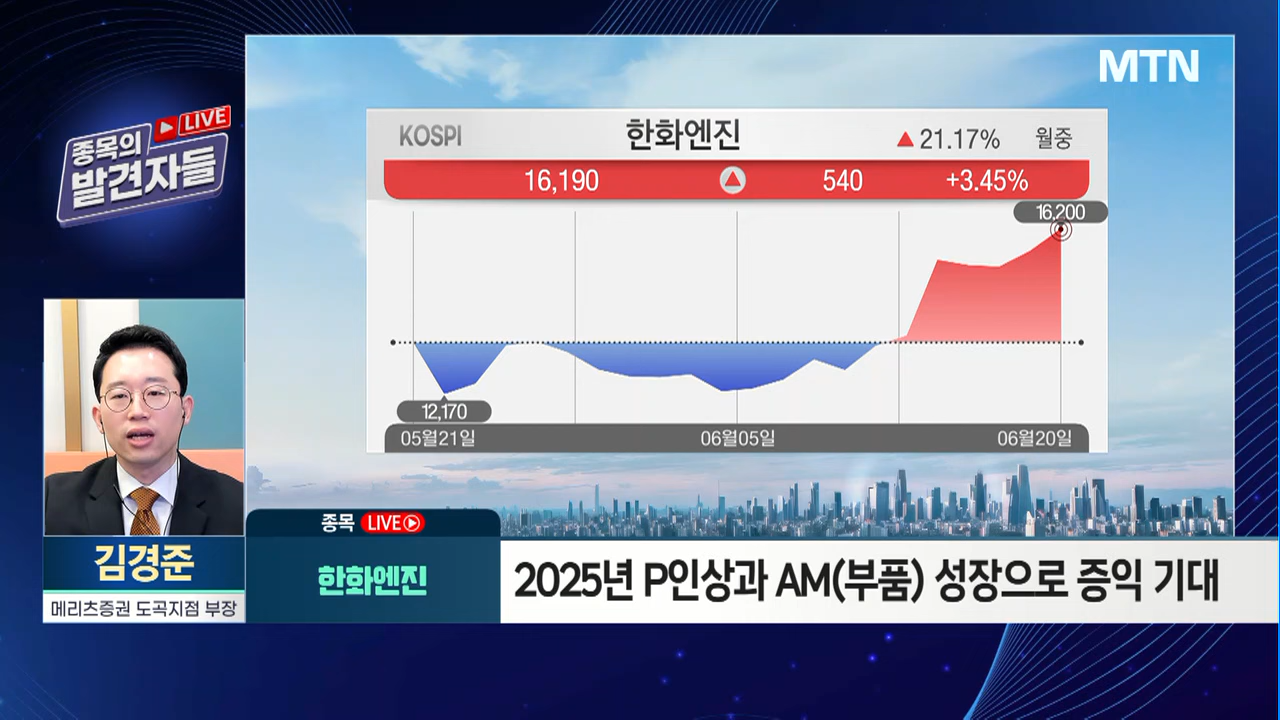 MTN
LIVE
종목의
발견자들
KOSPI 한화엔진 ▲21.17% 월중
16,190 ▲ 540 +3.45%
16,200
12,170
05월21일 06월05일 06월20일
김경준
메리츠증권 도곡지점 부장
종목 LIVE
한화엔진
2025년 P인상과 AM(부품) 성장으로 증익 기대